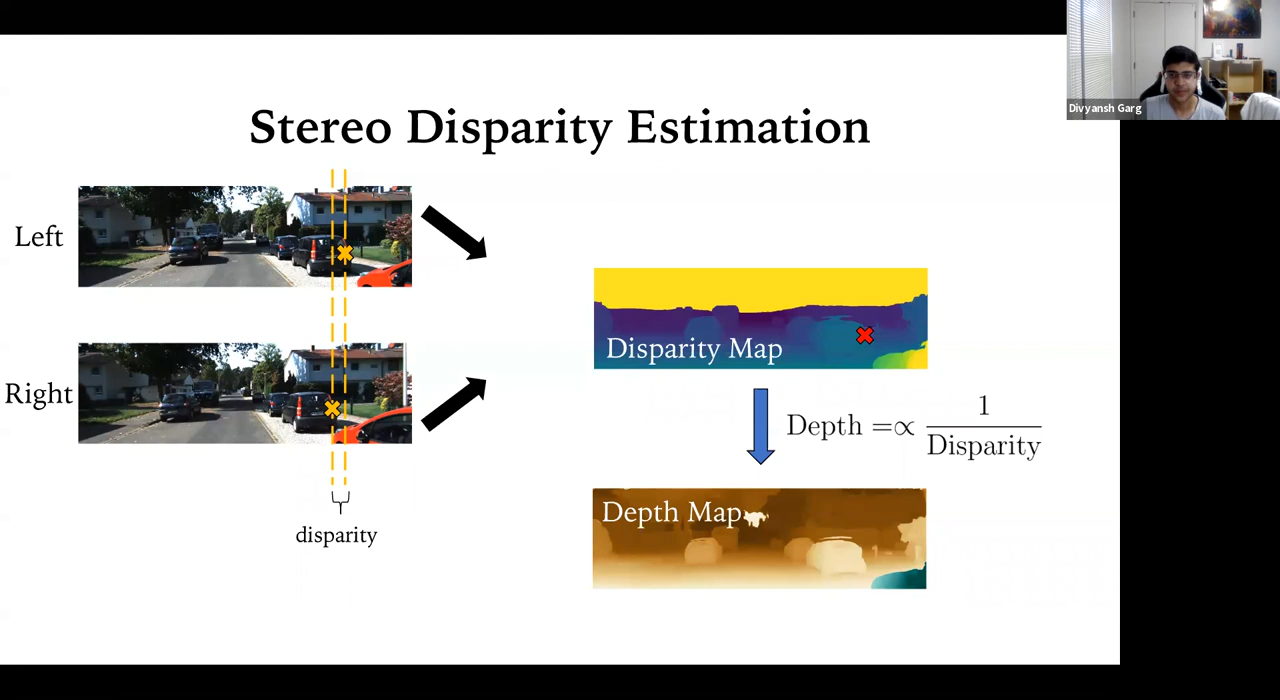 Divyansh Garg
Stereo Disparity Estimation
Left
Right
disparity
Disparity Map
Depth =∝ 1 / Disparity
Depth Map